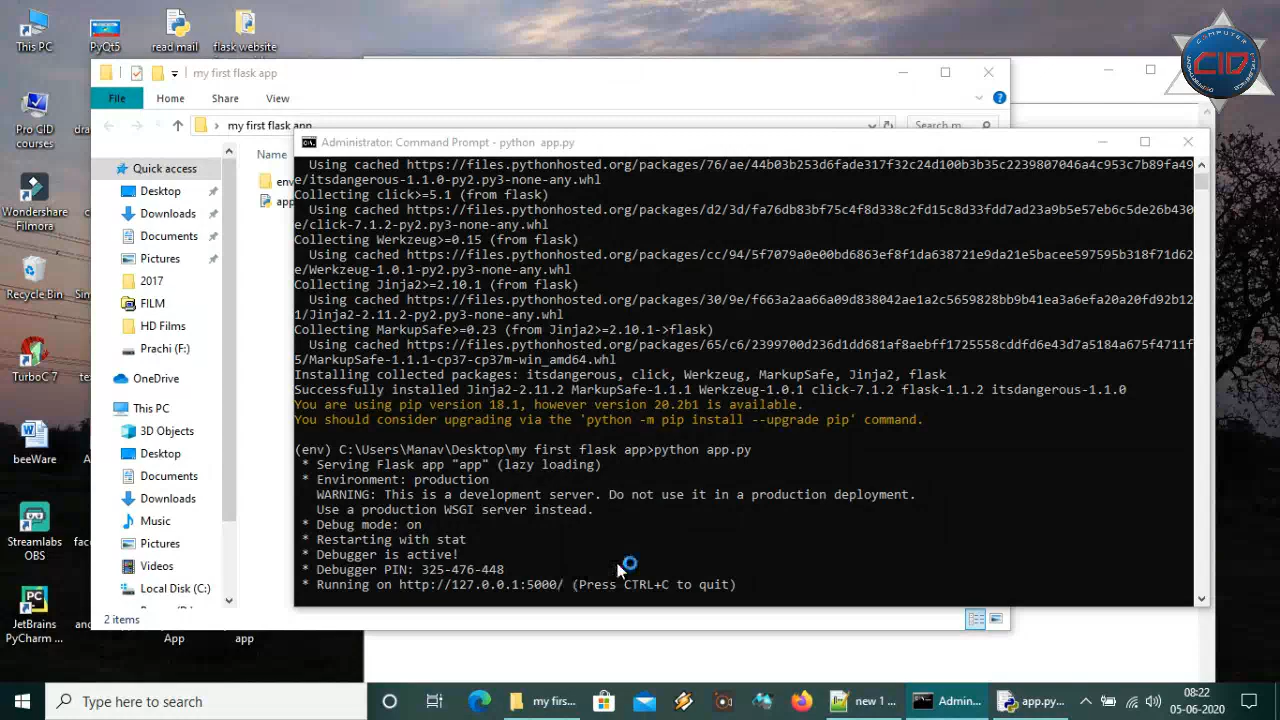 This PC
PyQt5
read mail
flask website
my first flask app
File
Home
Share
View
my first flask app
Search m
COMPUTER
CID
Pro CID
courses
Wondershare
Filmora
Recycle Bin
TurboC 7
beeWare
Streamlabs
OBS
JetBrains
PyCharm ...
App
app
Name
env
app
Quick access
Desktop
Downloads
Documents
Pictures
2017
FILM
HD Films
Prachi (F:)
OneDrive
This PC
3D Objects
Desktop
Documents
Downloads
Music
Pictures
Videos
Local Disk (C:)
2 items
Administrator: Command Prompt - python  app.py
Using cached https://files.pythonhosted.org/packages/76/ae/44b03b253d6fade317f32c24d100b3b35c2239807046a4c953c7b89fa49
e/itsdangerous-1.1.0-py2.py3-none-any.whl
Collecting click>=5.1 (from flask)
Using cached https://files.pythonhosted.org/packages/d2/3d/fa76db83bf75c4f8d338c2fd15c8d33fdd7ad23a9b5e57eb6c5de26b430
e/click-7.1.2-py2.py3-none-any.whl
Collecting Werkzeug>=0.15 (from flask)
Using cached https://files.pythonhosted.org/packages/cc/94/5f7079a0e00bd6863ef8f1da638721e9da21e5bacee597595b318f71d62
e/Werkzeug-1.0.1-py2.py3-none-any.whl
Collecting Jinja2>=2.10.1 (from flask)
Using cached https://files.pythonhosted.org/packages/30/9e/f663a2aa66a09d838042ae1a2c5659828bb9b41ea3a6efa20a20fd92b12
1/Jinja2-2.11.2-py2.py3-none-any.whl
Collecting MarkupSafe>=0.23 (from Jinja2>=2.10.1->flask)
Using cached https://files.pythonhosted.org/packages/65/c6/2399700d236d1dd681af8aebff1725558cddfd6e43d7a5184a675f4711f
5/MarkupSafe-1.1.1-cp37-cp37m-win_amd64.whl
Installing collected packages: itsdangerous, click, Werkzeug, MarkupSafe, Jinja2, flask
Successfully installed Jinja2-2.11.2 MarkupSafe-1.1.1 Werkzeug-1.0.1 click-7.1.2 flask-1.1.2 itsdangerous-1.1.0
You are using pip version 18.1, however version 20.2b1 is available.
You should consider upgrading via the 'python -m pip install --upgrade pip' command.
(env) C:\Users\Manav\Desktop\my first flask app>python app.py
* Serving Flask app "app" (lazy loading)
* Environment: production
WARNING: This is a development server. Do not use it in a production deployment.
Use a production WSGI server instead.
* Debug mode: on
* Restarting with stat
* Debugger is active!
* Debugger PIN: 325-476-448
* Running on http://127.0.0.1:5000/ (Press CTRL+C to quit)
Type here to search
my firs...
new 1 ...
Admin...
app.py...
08:22
05-06-2020